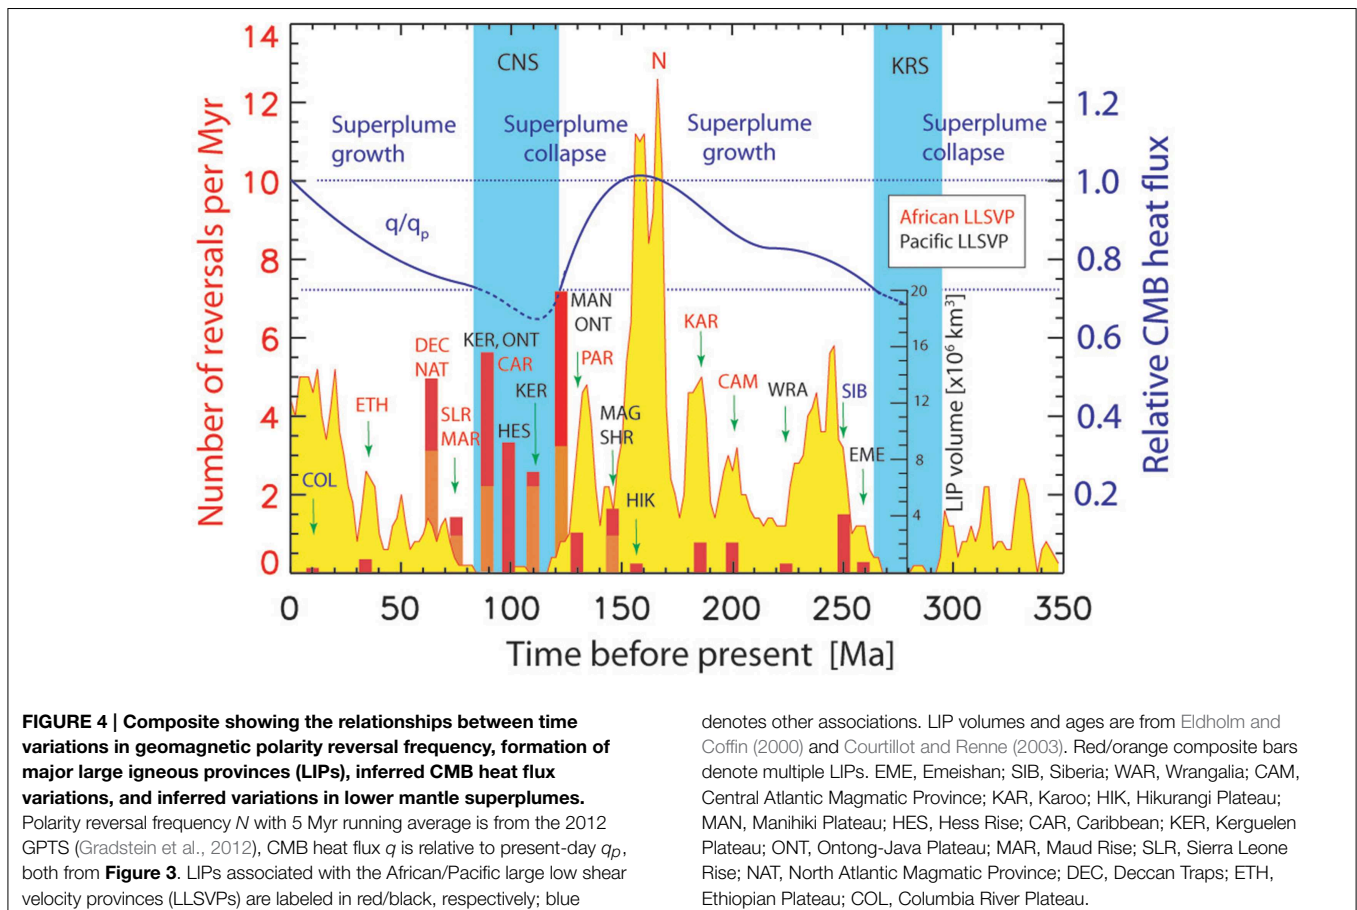 14
12
10
8
6
4
2
0
Number of reversals per Myr
CNS
N
KRS
Superplume
growth
Superplume
collapse
Superplume
growth
Superplume
collapse
q/qp
African LLSVP
Pacific LLSVP
1.2
1.0
0.8
0.6
0.4
0.2
Relative CMB heat flux
20
16
12
8
4
LIP volume [x10⁶ km³]
COL
ETH
DEC
NAT
SLR
MAR
KER, ONT
CAR
HES
KER
MAN
ONT
PAR
MAG
SHR
HIK
KAR
CAM
WRA
SIB
EME
0 50 100 150 200 250 300 350
Time before present [Ma]
FIGURE 4 | Composite showing the relationships between time
variations in geomagnetic polarity reversal frequency, formation of
major large igneous provinces (LIPs), inferred CMB heat flux
variations, and inferred variations in lower mantle superplumes.
Polarity reversal frequency N with 5 Myr running average is from the 2012
GPTS (Gradstein et al., 2012), CMB heat flux q is relative to present-day qp,
both from Figure 3. LIPs associated with the African/Pacific large low shear
velocity provinces (LLSVPs) are labeled in red/black, respectively; blue
denotes other associations. LIP volumes and ages are from Eldholm and
Coffin (2000) and Courtillot and Renne (2003). Red/orange composite bars
denote multiple LIPs. EME, Emeishan; SIB, Siberia; WAR, Wrangalia; CAM,
Central Atlantic Magmatic Province; KAR, Karoo; HIK, Hikurangi Plateau;
MAN, Manihiki Plateau; HES, Hess Rise; CAR, Caribbean; KER, Kerguelen
Plateau; ONT, Ontong-Java Plateau; MAR, Maud Rise; SLR, Sierra Leone
Rise; NAT, North Atlantic Magmatic Province; DEC, Deccan Traps; ETH,
Ethiopian Plateau; COL, Columbia River Plateau.